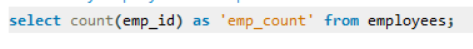 select count(emp_id) as 'emp_count' from employees;